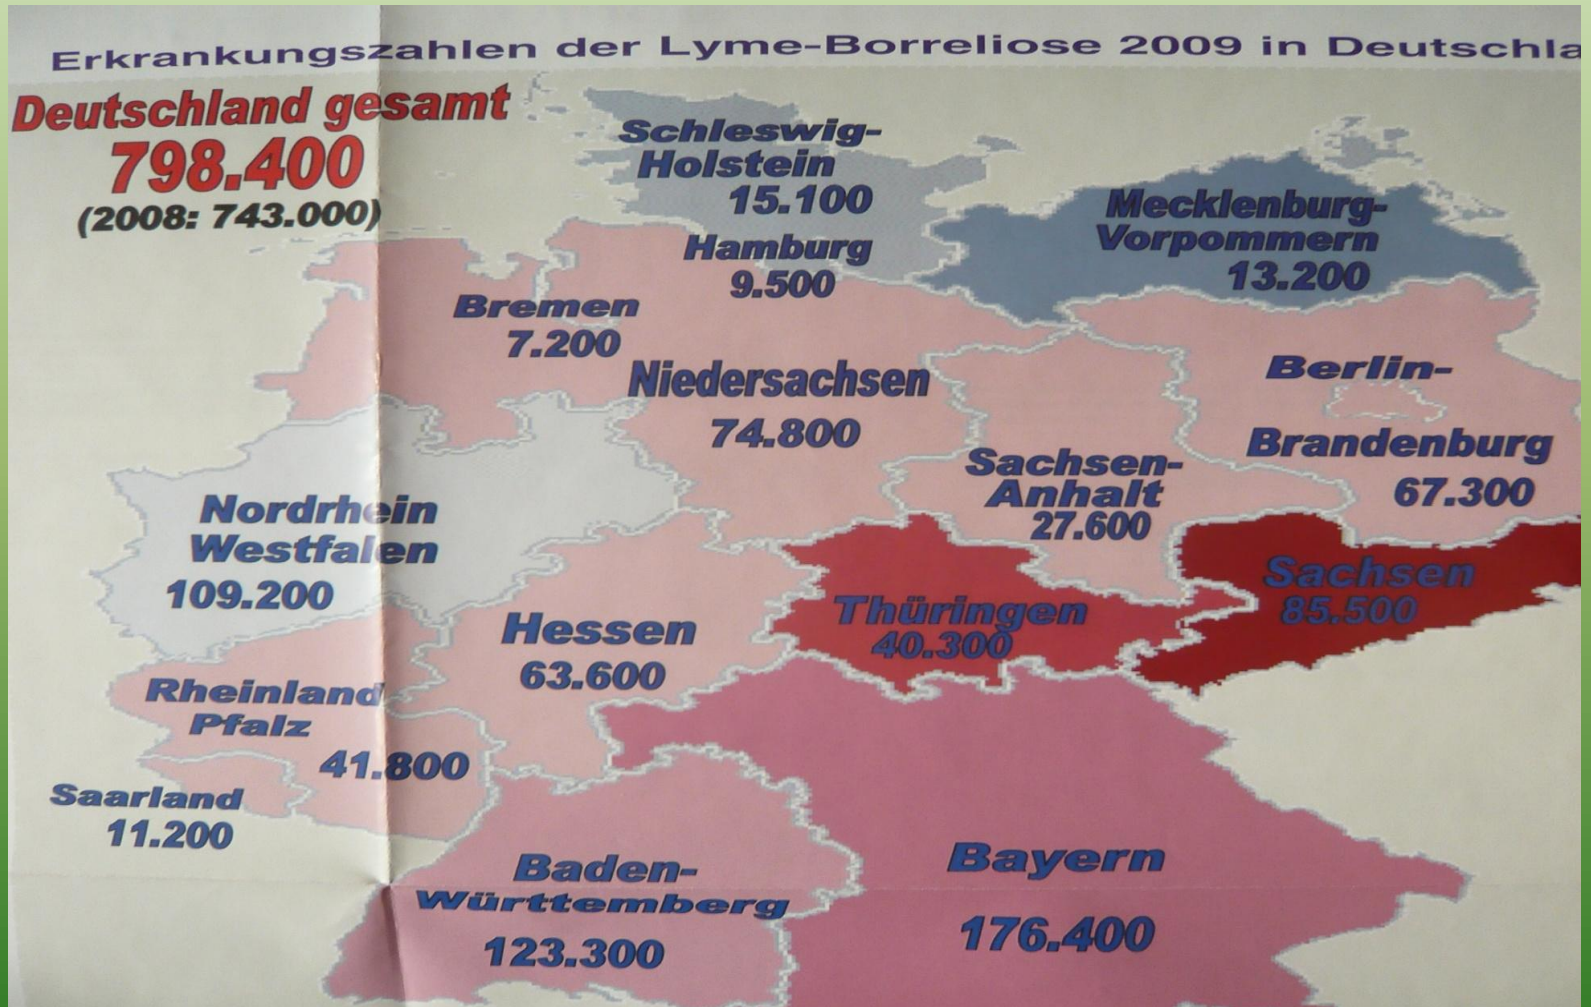 Erkrankungszahlen der Lyme-Borreliose 2009 in Deutschla
Deutschland gesamt
798.400
(2008: 743.000)
Schleswig-
Holstein
15.100
Hamburg
9.500
Mecklenburg-
Vorpommern
13.200
Bremen
7.200
Niedersachsen
74.800
Berlin-
Brandenburg
67.300
Sachsen-
Anhalt
27.600
Nordrhein
Westfalen
109.200
Hessen
63.600
Thüringen
40.300
Sachsen
85.500
Rheinland
Pfalz
41.800
Saarland
11.200
Baden-
Württemberg
123.300
Bayern
176.400